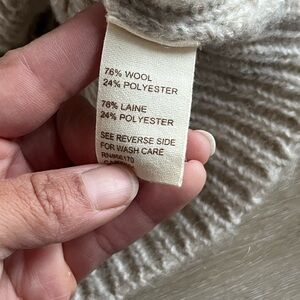 76% WOOL
24% POLYESTER
76% LAINE
24% POLYESTER
SEE REVERSE SIDE
FOR WASH CARE